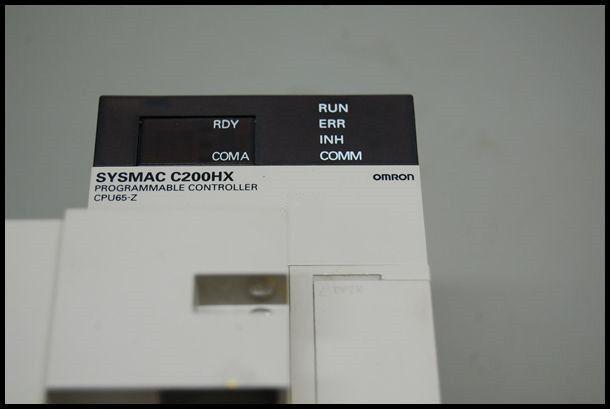 RUN
RDY ERR
INH
COMA COMM
SYSMAC C200HX OMRON
PROGRAMMABLE CONTROLLER
CPU65-Z